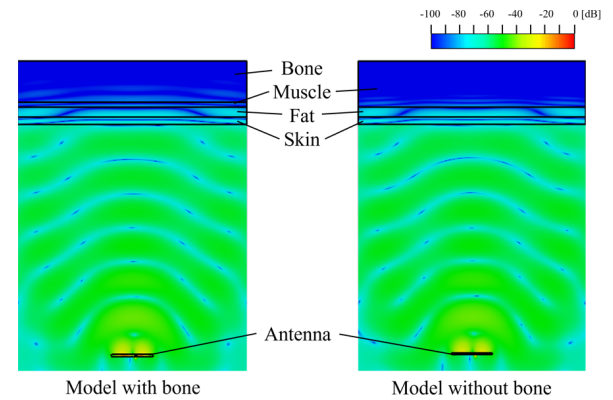 -100 -80 -60 -40 -20 0 [dB]
Bone
Muscle
Fat
Skin
Antenna
Model with bone
Model without bone